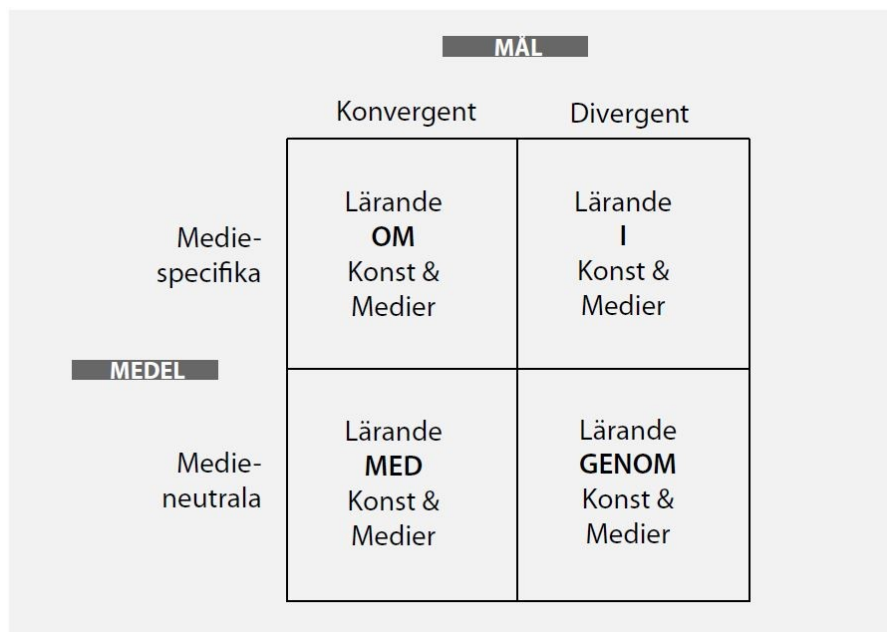 MÅL
Konvergent Divergent
Lärande
OM
Konst &
Medier
Lärande
I
Konst &
Medier
Medie-
specifika
MEDEL
Lärande
MED
Konst &
Medier
Lärande
GENOM
Konst &
Medier
Medie-
neutrala